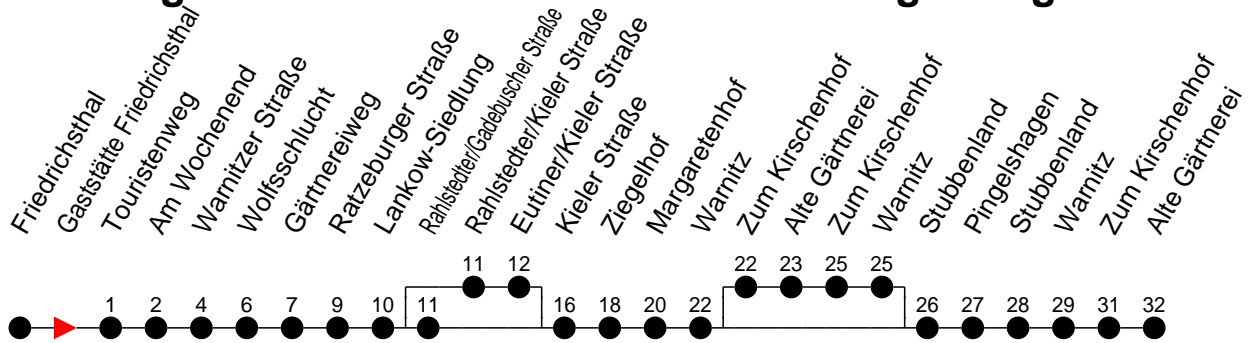 Friedrichsthal
Gaststätte Friedrichsthal
Touristenweg
Am Wochenend
Warnitzer Straße
Wolfsschlucht
Gärtnereiweg
Ratzeburger Straße
Lankow-Siedlung
Rahlstedter/Gadebuscher Straße
Rahlstedter/Kieler Straße
Eutiner/Kieler Straße
Kieler Straße
Ziegelhof
Margaretenhof
Warnitz
Zum Kirschenhof
Alte Gärtnerei
Zum Kirschenhof
Warnitz
Stubbenland
Pingelshagen
Stubbenland
Warnitz
Zum Kirschenhof
Alte Gärtnerei
11 12 22 23 25 25
1 2 4 6 7 9 10 11 16 18 20 22 26 27 28 29 31 32